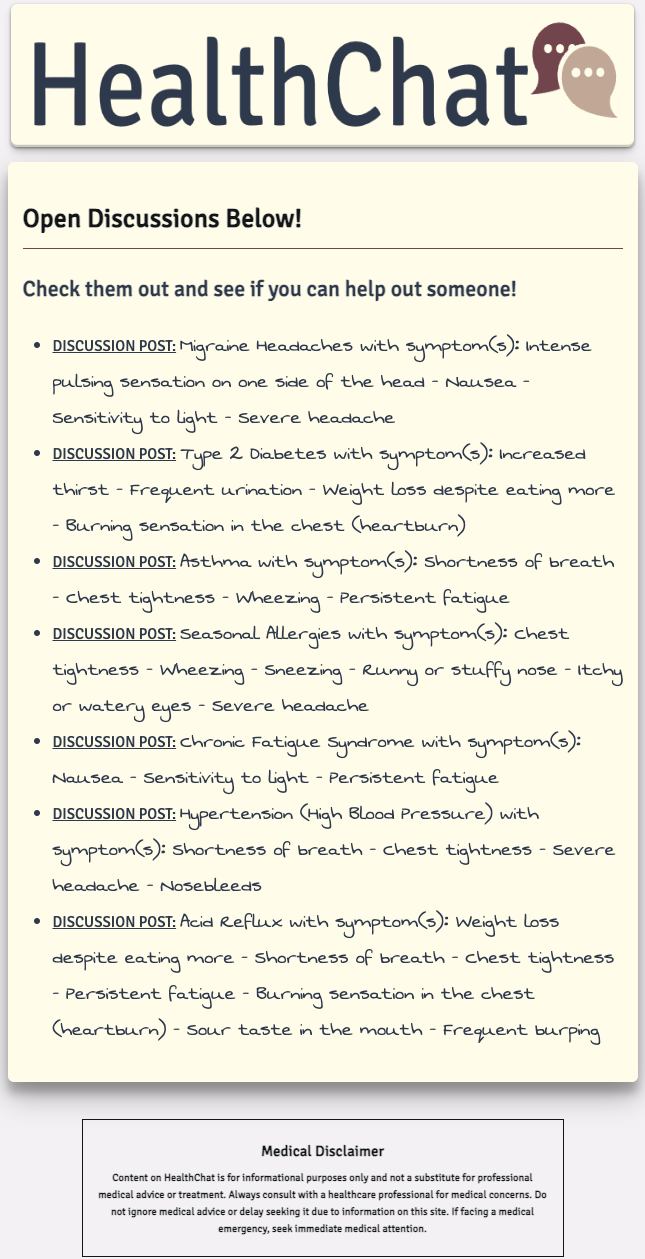 HealthChat
Open Discussions Below!
Check them out and see if you can help out someone!
• DISCUSSION POST: Migraine Headaches with symptom(s): Intense
pulsing sensation on one side of the head - Nausea -
Sensitivity to light - Severe headache
• DISCUSSION POST: Type 2 Diabetes with symptom(s): Increased
thirst - Frequent urination - Weight loss despite eating more
- Burning sensation in the chest (heartburn)
• DISCUSSION POST: Asthma with symptom(s): Shortness of breath
- Chest tightness - Wheezing - Persistent fatigue
• DISCUSSION POST: Seasonal Allergies with symptom(s): Chest
tightness - Wheezing - Sneezing - Runny or stuffy nose - Itchy
or watery eyes - Severe headache
• DISCUSSION POST: Chronic Fatigue Syndrome with symptom(s):
Nausea - Sensitivity to light - Persistent fatigue
• DISCUSSION POST: Hypertension (High Blood Pressure) with
symptom(s): Shortness of breath - Chest tightness - Severe
headache - Nosebleeds
• DISCUSSION POST: Acid Reflux with symptom(s): Weight loss
despite eating more - Shortness of breath - Chest tightness
- Persistent fatigue - Burning sensation in the chest
(heartburn) - Sour taste in the mouth - Frequent burping
Medical Disclaimer
Content on HealthChat is for informational purposes only and not a substitute for professional
medical advice or treatment. Always consult with a healthcare professional for medical concerns. Do
not ignore medical advice or delay seeking it due to information on this site. If facing a medical
emergency, seek immediate medical attention.